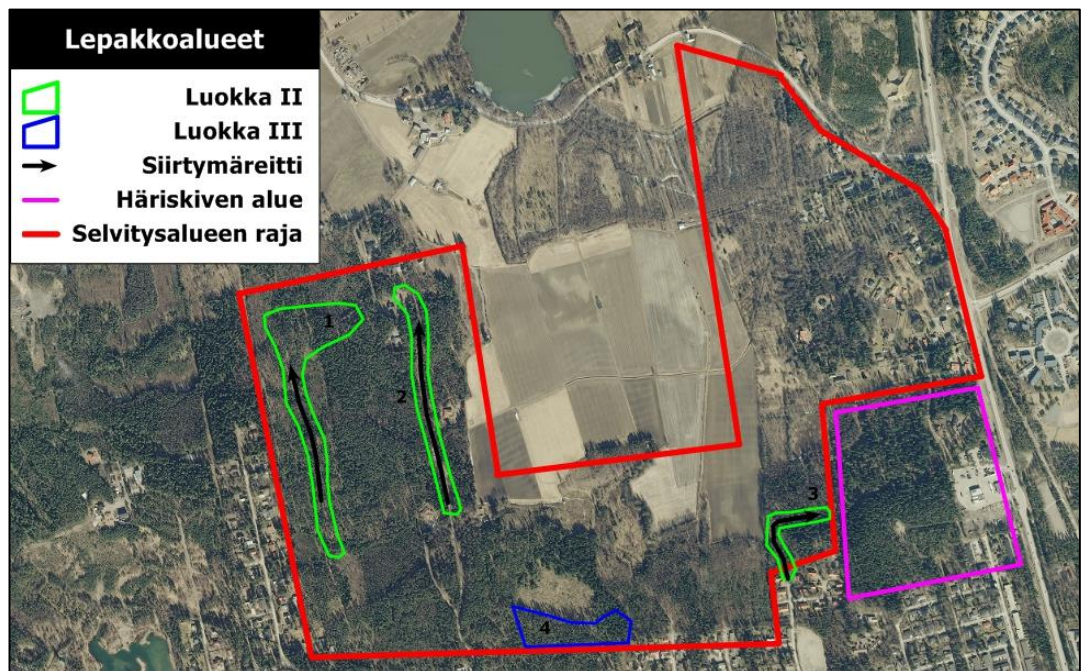 Lepakkoalueet
Luokka II
Luokka III
Siirtymäreitti
Häriskiven alue
Selvitysalueen raja
1
2
3
4